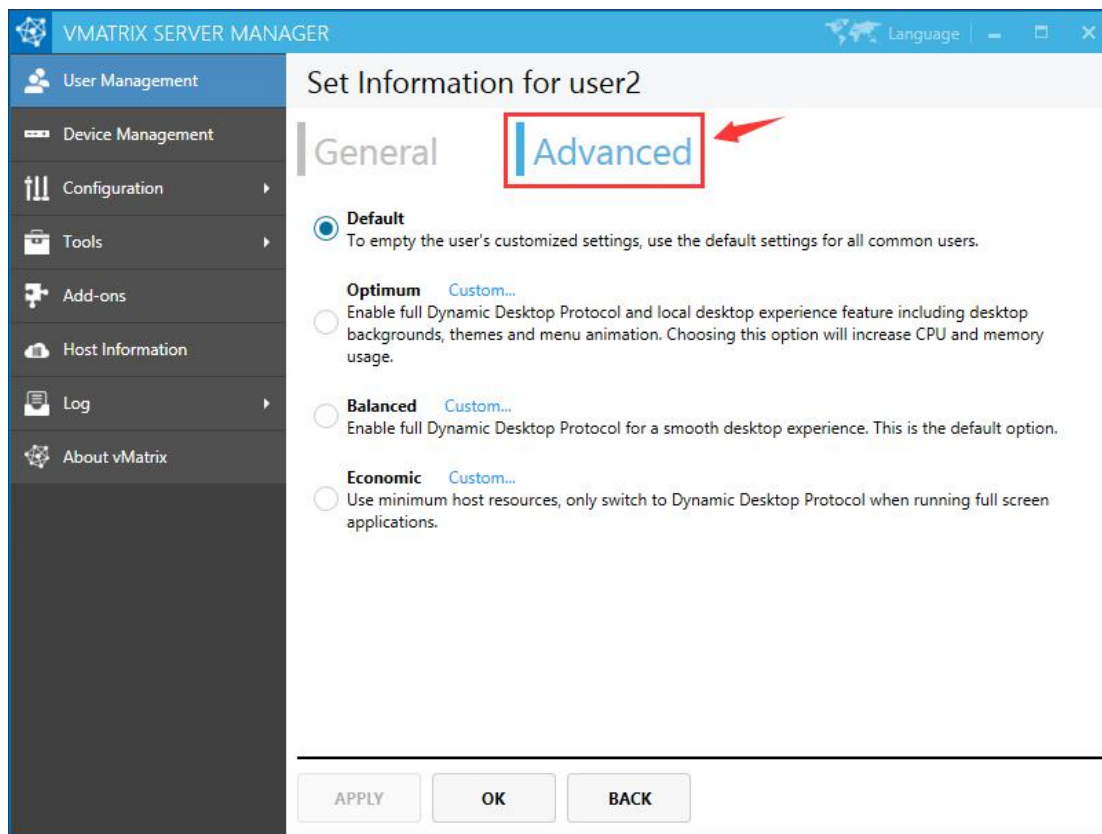 VMATRIX SERVER MANAGER
Language
User Management
Device Management
Configuration
Tools
Add-ons
Host Information
Log
About vMatrix
Set Information for user2
General
Advanced
Default
To empty the user's customized settings, use the default settings for all common users.
Optimum Custom...
Enable full Dynamic Desktop Protocol and local desktop experience feature including desktop
backgrounds, themes and menu animation. Choosing this option will increase CPU and memory
usage.
Balanced Custom...
Enable full Dynamic Desktop Protocol for a smooth desktop experience. This is the default option.
Economic Custom...
Use minimum host resources, only switch to Dynamic Desktop Protocol when running full screen
applications.
APPLY
OK
BACK